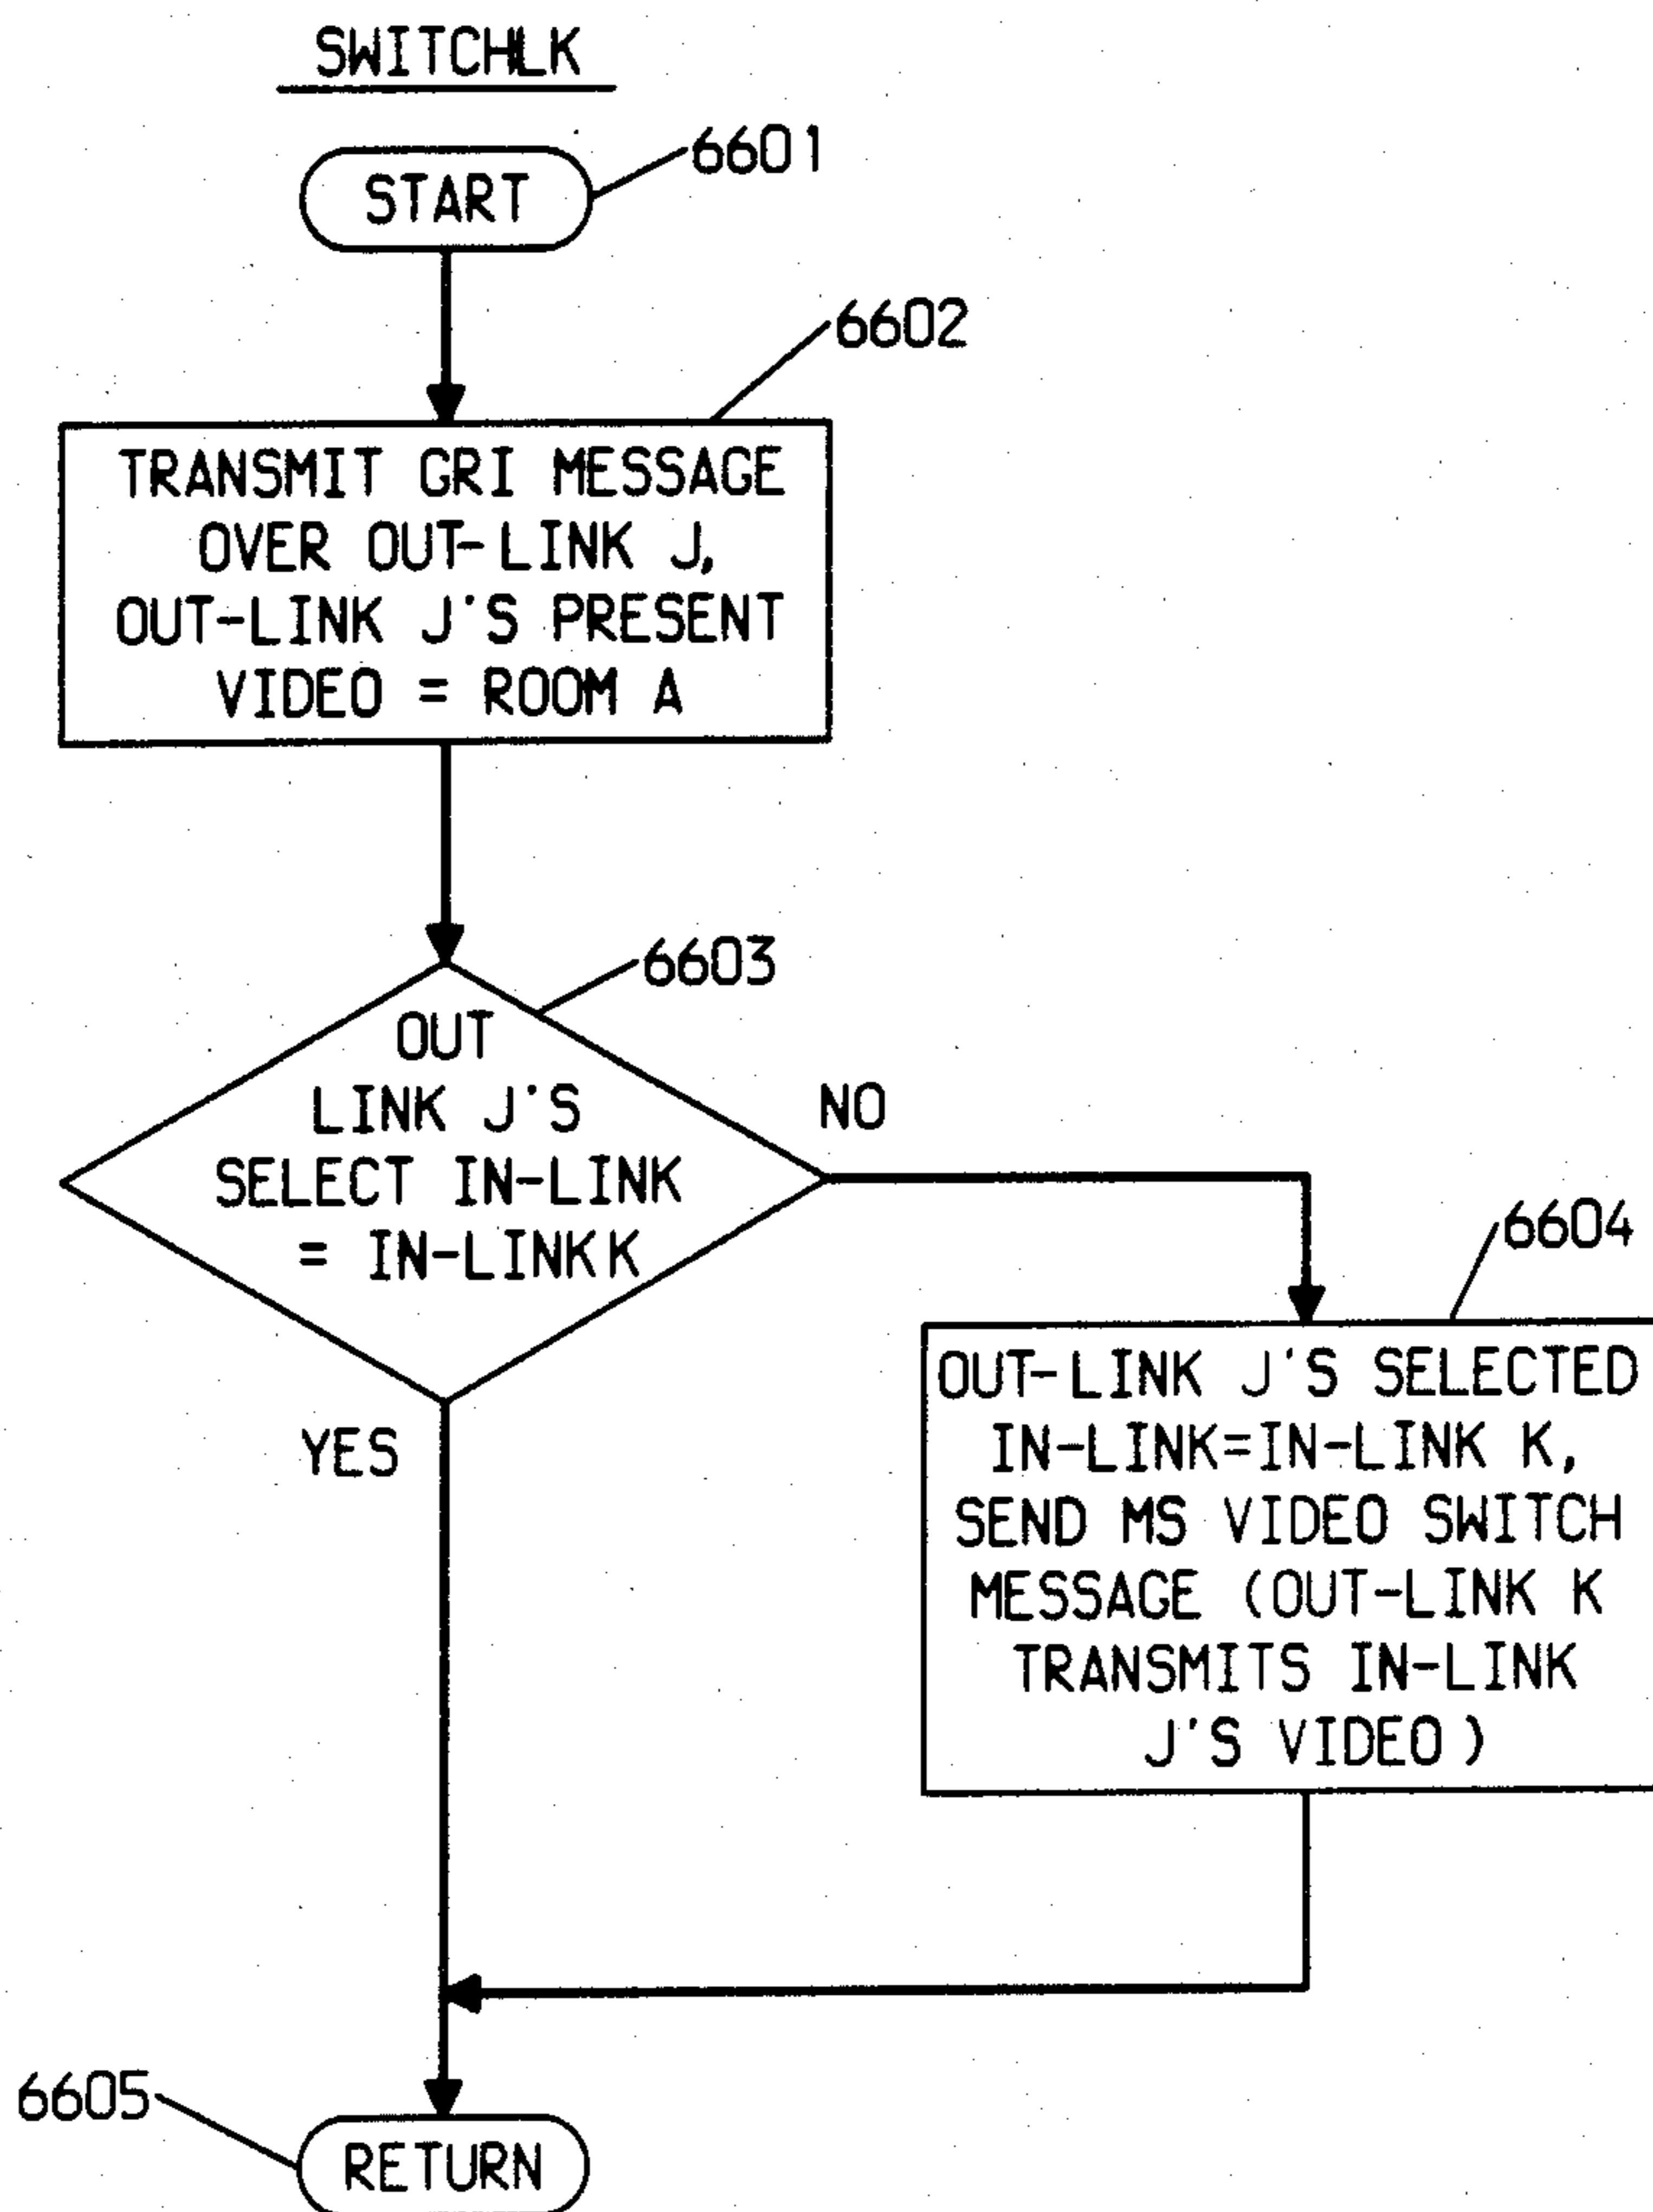 SWITCHLK
6601
START
6602
TRANSMIT GRI MESSAGE
OVER OUT-LINK J,
OUT-LINK J'S PRESENT
VIDEO = ROOM A
6603
OUT
LINK J'S
SELECT IN-LINK
= IN-LINK K
NO
YES
6604
OUT-LINK J'S SELECTED
IN-LINK=IN-LINK K,
SEND MS VIDEO SWITCH
MESSAGE (OUT-LINK K
TRANSMITS IN-LINK
J'S VIDEO)
6605
RETURN